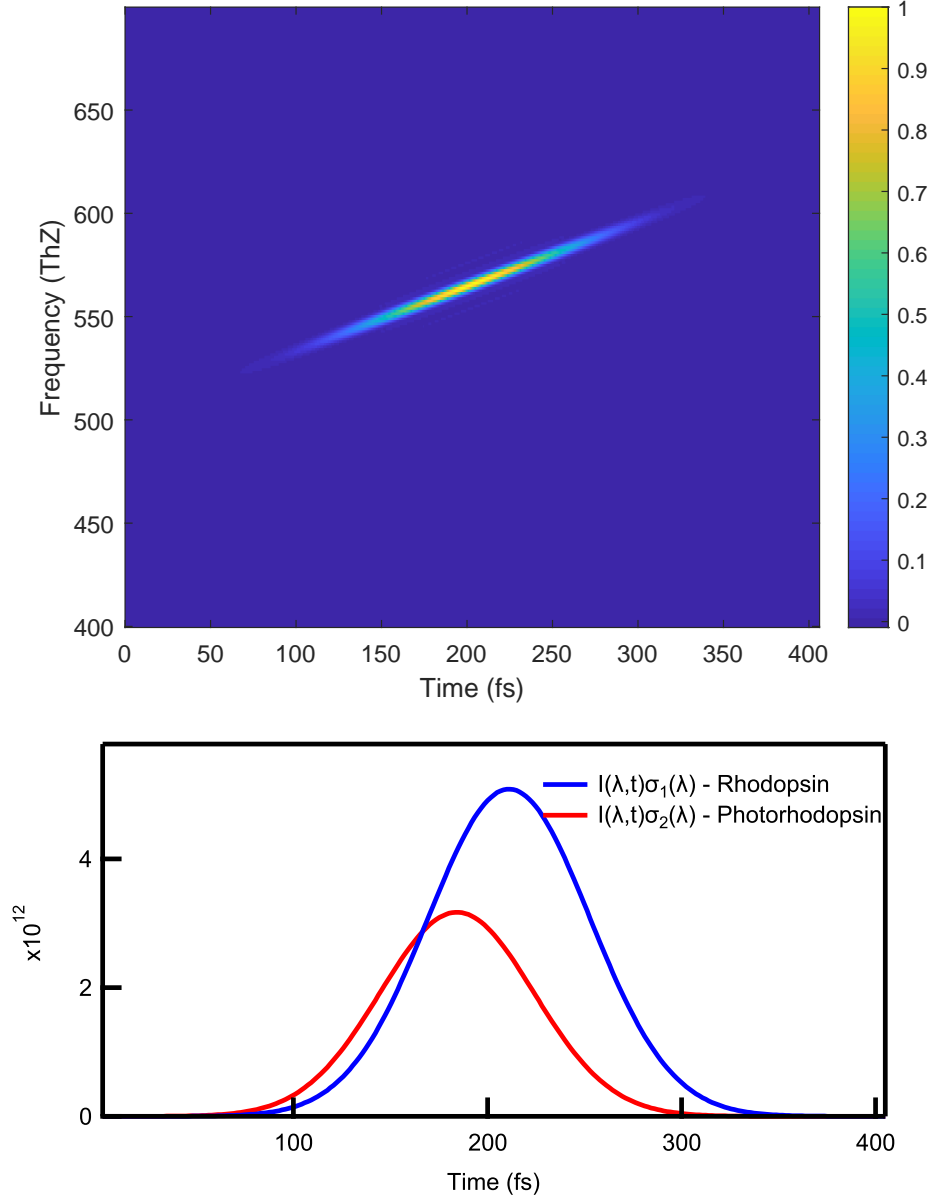 1
0.9
0.8
0.7
0.6
0.5
0.4
0.3
0.2
0.1
0
650
600
550
500
450
400
Frequency (ThZ)
0 50 100 150 200 250 300 350 400
Time (fs)
I(λ,t)σ₁(λ) - Rhodopsin
I(λ,t)σ₂(λ) - Photorhodopsin
4
2
0
x10¹²
100 200 300 400
Time (fs)